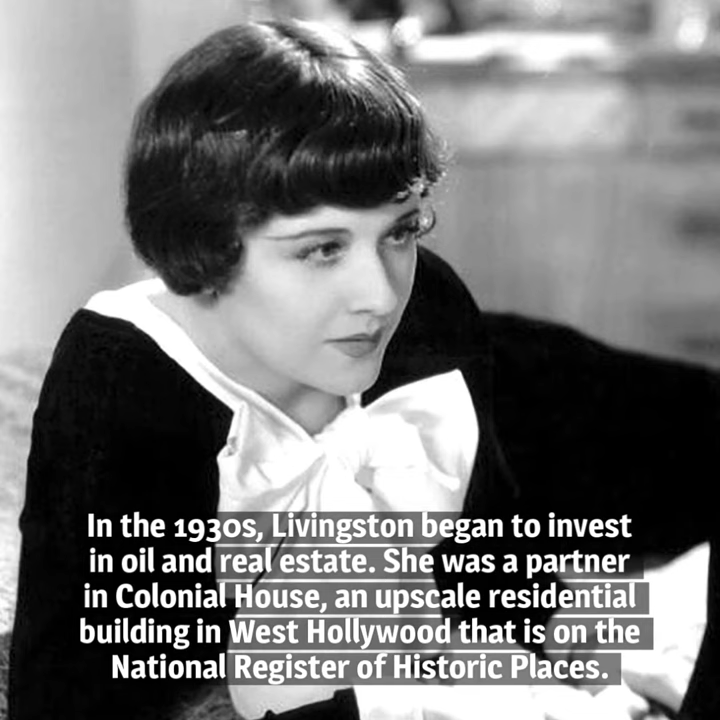 In the 1930s, Livingston began to invest
in oil and real estate. She was a partner
in Colonial House, an upscale residential
building in West Hollywood that is on the
National Register of Historic Places.